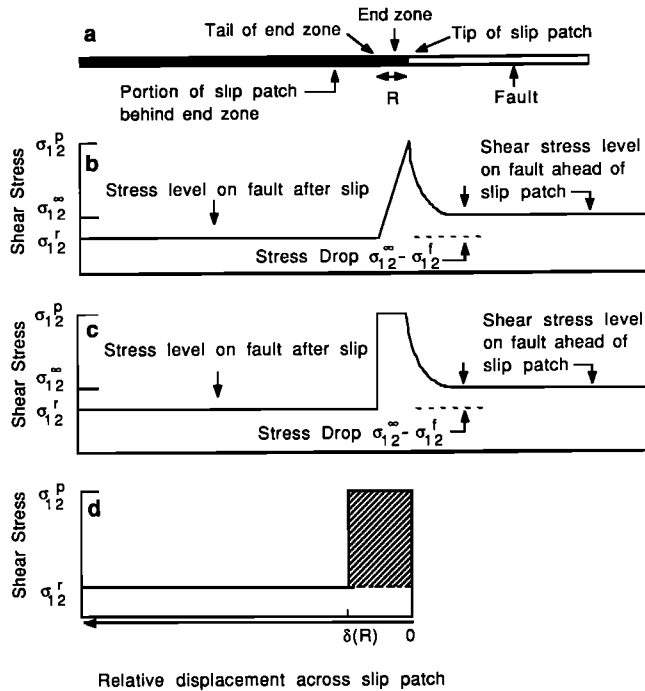 a
Tail of end zone
End zone
Tip of slip patch
Portion of slip patch
behind end zone
R
Fault
b
Shear Stress
σ₁₂ᵖ
σ₁₂^∞
σ₁₂ʳ
Stress level on fault after slip
Shear stress level
on fault ahead of
slip patch
Stress Drop σ₁₂^∞ - σ₁₂^f
c
Shear Stress
σ₁₂ᵖ
σ₁₂^∞
σ₁₂ʳ
Stress level on fault after slip
Shear stress level
on fault ahead of
slip patch
Stress Drop σ₁₂^∞ - σ₁₂^f
d
Shear Stress
σ₁₂ᵖ
σ₁₂ʳ
δ(R)
0
Relative displacement across slip patch